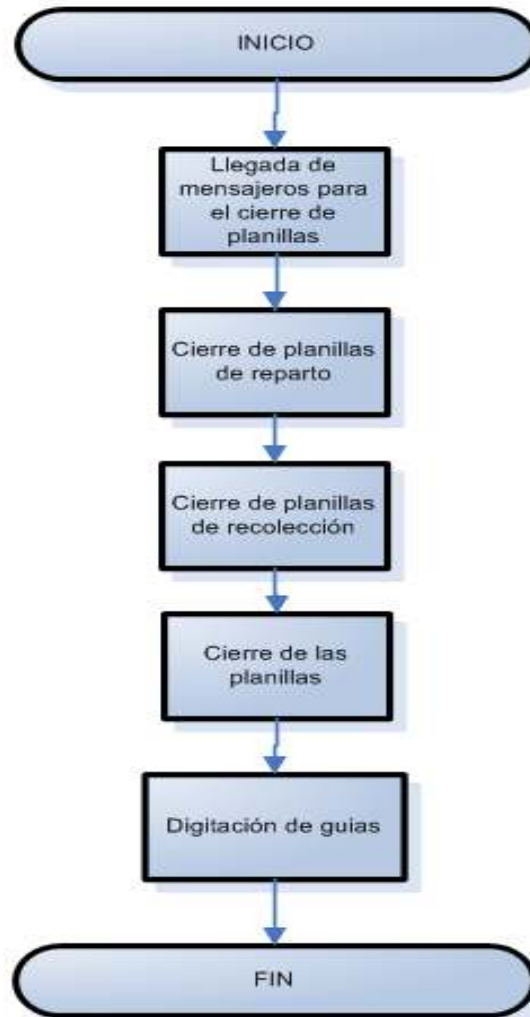 INICIO
Llegada de
mensajeros para
el cierre de
planillas
Cierre de planillas
de reparto
Cierre de planillas
de recolección
Cierre de las
planillas
Digitación de guias
FIN